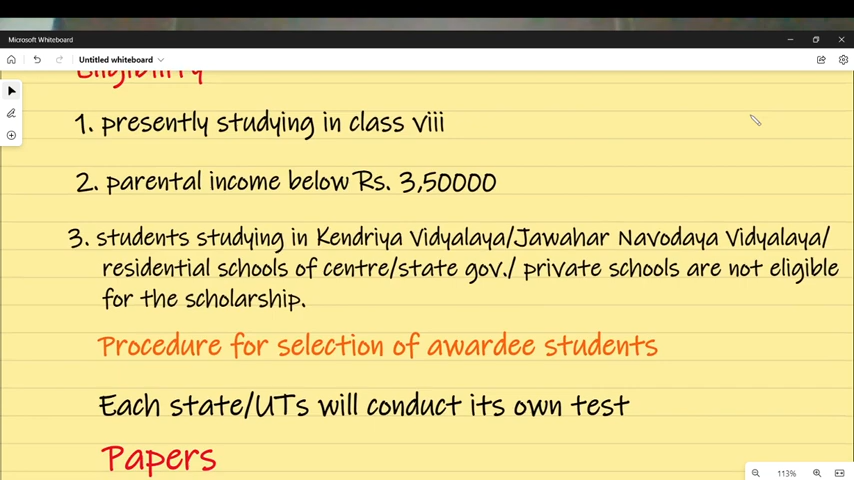 Microsoft Whiteboard
Untitled whiteboard
Eligibility
1. presently studying in class viii
2. parental income below Rs. 3,50000
3. students studying in Kendriya Vidyalaya/Jawahar Navodaya Vidyalaya/
residential schools of centre/state gov./ private schools are not eligible
for the scholarship.
Procedure for selection of awardee students
Each state/UTs will conduct its own test
Papers
113%